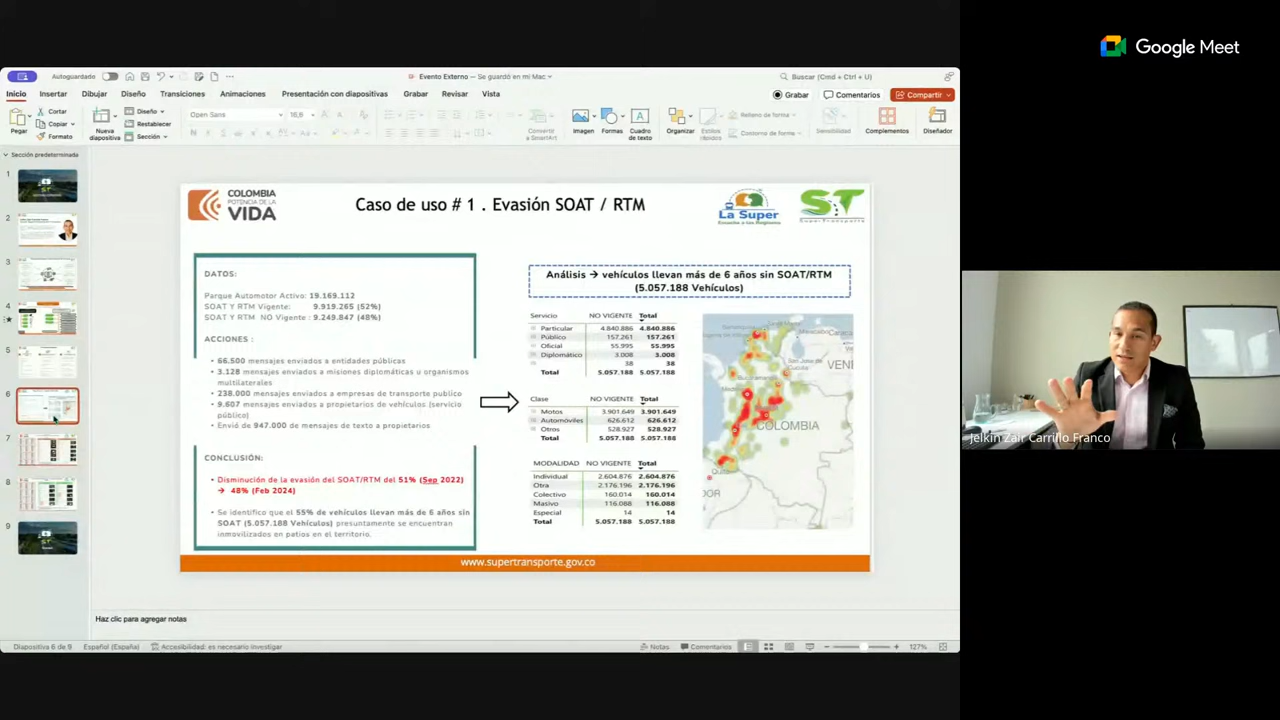 Google Meet
Autoguardado
Evento Externo — Se guardó en mi Mac
Buscar (Cmd + Ctrl + U)
Inicio Insertar Dibujar Diseño Transiciones Animaciones Presentación con diapositivas Grabar Revisar Vista
Grabar Comentarios Compartir
Pegar
Cortar
Copiar
Formato
Nueva diapositiva
Diseño
Restablecer
Sección
Open Sans
Convertir a SmartArt
Imagen
Formas
Cuadro de texto
Organizar
Estilos rápidos
Relleno de forma
Contorno de forma
Sensibilidad
Complementos
Diseñador
Sección predeterminada
1
2
3
4
5
6
7
8
9
COLOMBIA
POTENCIA DE LA
VIDA
Caso de uso # 1 . Evasión SOAT / RTM
La Super
ST
SuperTransporte
DATOS:
Parque Automotor Activo: 19.169.112
SOAT Y RTM Vigente: 9.919.265 (52%)
SOAT Y RTM NO Vigente : 9.249.847 (48%)
ACCIONES :
• 66.500 mensajes enviados a entidades públicas
• 3.128 mensajes enviados a misiones diplomáticas u organismos
multilaterales
• 238.000 mensajes enviados a empresas de transporte publico
• 9.607 mensajes enviados a propietarios de vehículos (servicio
público)
• Envió de 947.000 de mensajes de texto a propietarios
CONCLUSIÓN:
• Disminución de la evasión del SOAT/RTM del 51% (Sep 2022)
→ 48% (Feb 2024)
• Se identifico que el 55% de vehículos llevan más de 6 años sin
SOAT (5.057.188 Vehículos) presuntamente se encuentran
inmovilizados en patios en el territorio.
Análisis → vehículos llevan más de 6 años sin SOAT/RTM
(5.057.188 Vehículos)
Servicio NO VIGENTE Total
Particular 4.840.886 4.840.886
Público 157.261 157.261
Oficial 55.995 55.995
Diplomático 3.008 3.008
38 38
Total 5.057.188 5.057.188
Clase NO VIGENTE Total
Motos 3.901.649 3.901.649
Automóviles 626.612 626.612
Otros 528.927 528.927
Total 5.057.188 5.057.188
MODALIDAD NO VIGENTE Total
Individual 2.604.876 2.604.876
Otra 2.176.196 2.176.196
Colectivo 160.014 160.014
Masivo 116.088 116.088
Especial 14 14
Total 5.057.188 5.057.188
COLOMBIA
www.supertransporte.gov.co
Jelkin Zair Carrillo Franco
Haz clic para agregar notas
Diapositiva 6 de 9 Español (España) Accesibilidad: es necesario investigar
Notas Comentarios 127%